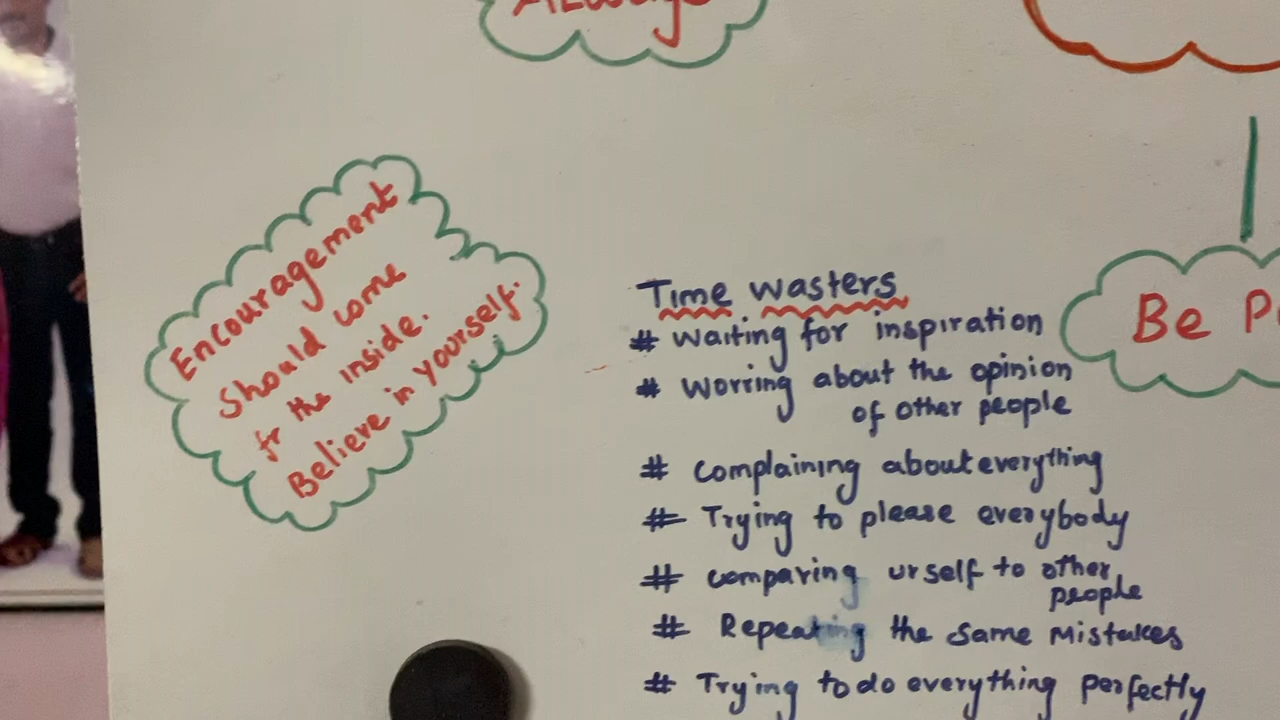 Always
Encouragement
Should come
fr the inside.
Believe in yourself.
Time wasters
# Waiting for inspiration
# Worring about the opinion
of other people
# Complaining about everything
# Trying to please everybody
# Comparing urself to other
people
# Repeating the same Mistakes
# Trying to do everything perfectly
Be